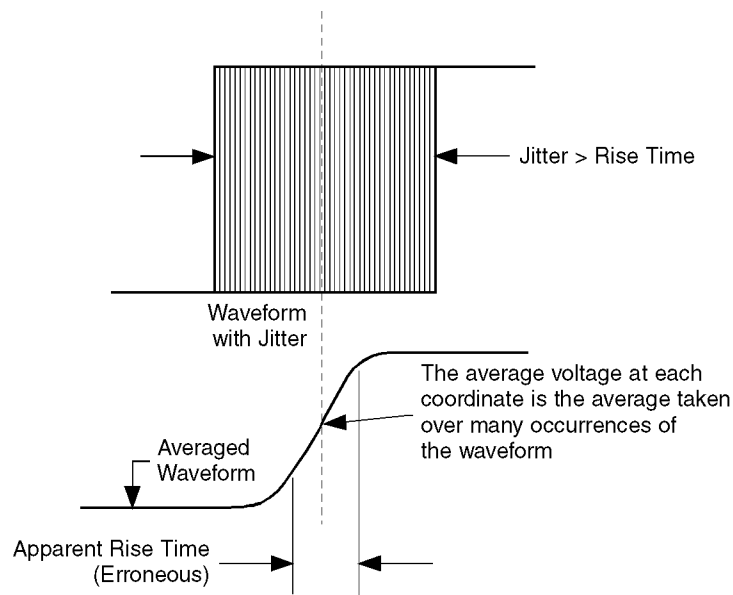 Jitter > Rise Time
Waveform
with Jitter
The average voltage at each
coordinate is the average taken
over many occurrences of
the waveform
Averaged
Waveform
Apparent Rise Time
(Erroneous)